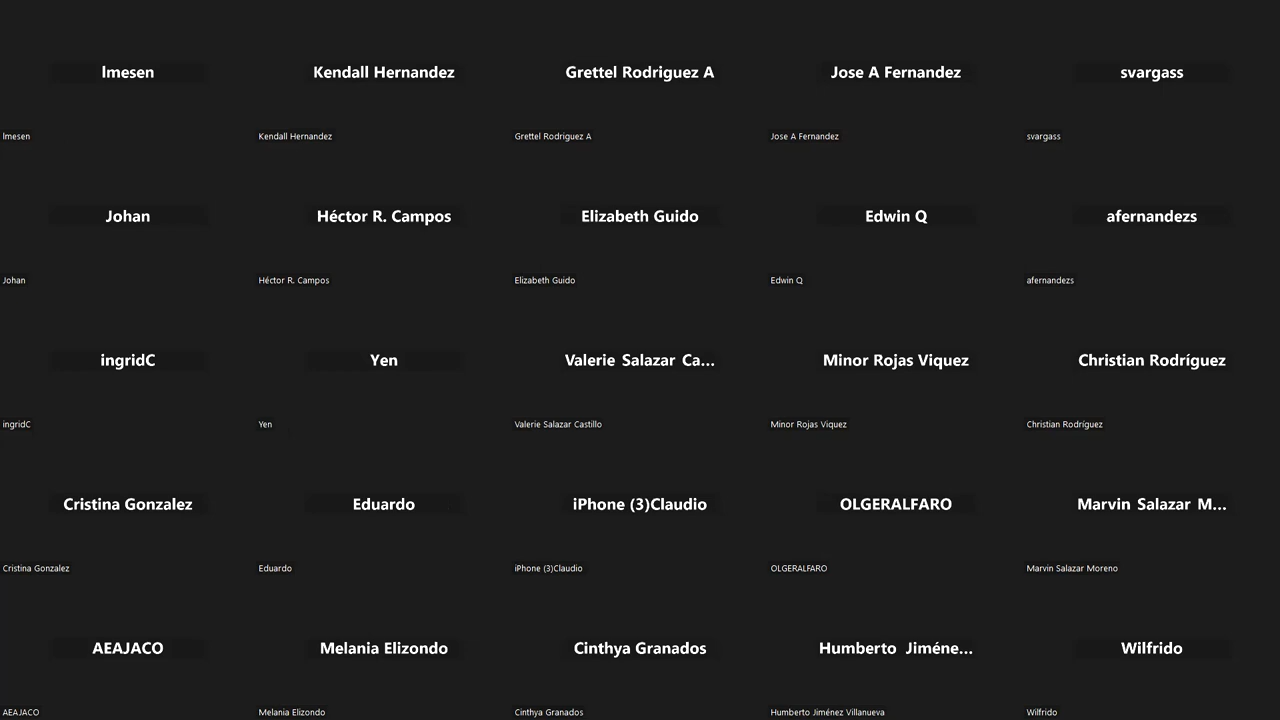 lmesen
Kendall Hernandez
Grettel Rodriguez A
Jose A Fernandez
svargass
lmesen
Kendall Hernandez
Grettel Rodriguez A
Jose A Fernandez
svargass
Johan
Héctor R. Campos
Elizabeth Guido
Edwin Q
afernandezs
Johan
Héctor R. Campos
Elizabeth Guido
Edwin Q
afernandezs
ingridC
Yen
Valerie Salazar Ca...
Minor Rojas Viquez
Christian Rodríguez
ingridC
Yen
Valerie Salazar Castillo
Minor Rojas Viquez
Christian Rodríguez
Cristina Gonzalez
Eduardo
iPhone (3)Claudio
OLGERALFARO
Marvin Salazar M...
Cristina Gonzalez
Eduardo
iPhone (3)Claudio
OLGERALFARO
Marvin Salazar Moreno
AEAJACO
Melania Elizondo
Cinthya Granados
Humberto Jiméne...
Wilfrido
AEAJACO
Melania Elizondo
Cinthya Granados
Humberto Jiménez Villanueva
Wilfrido